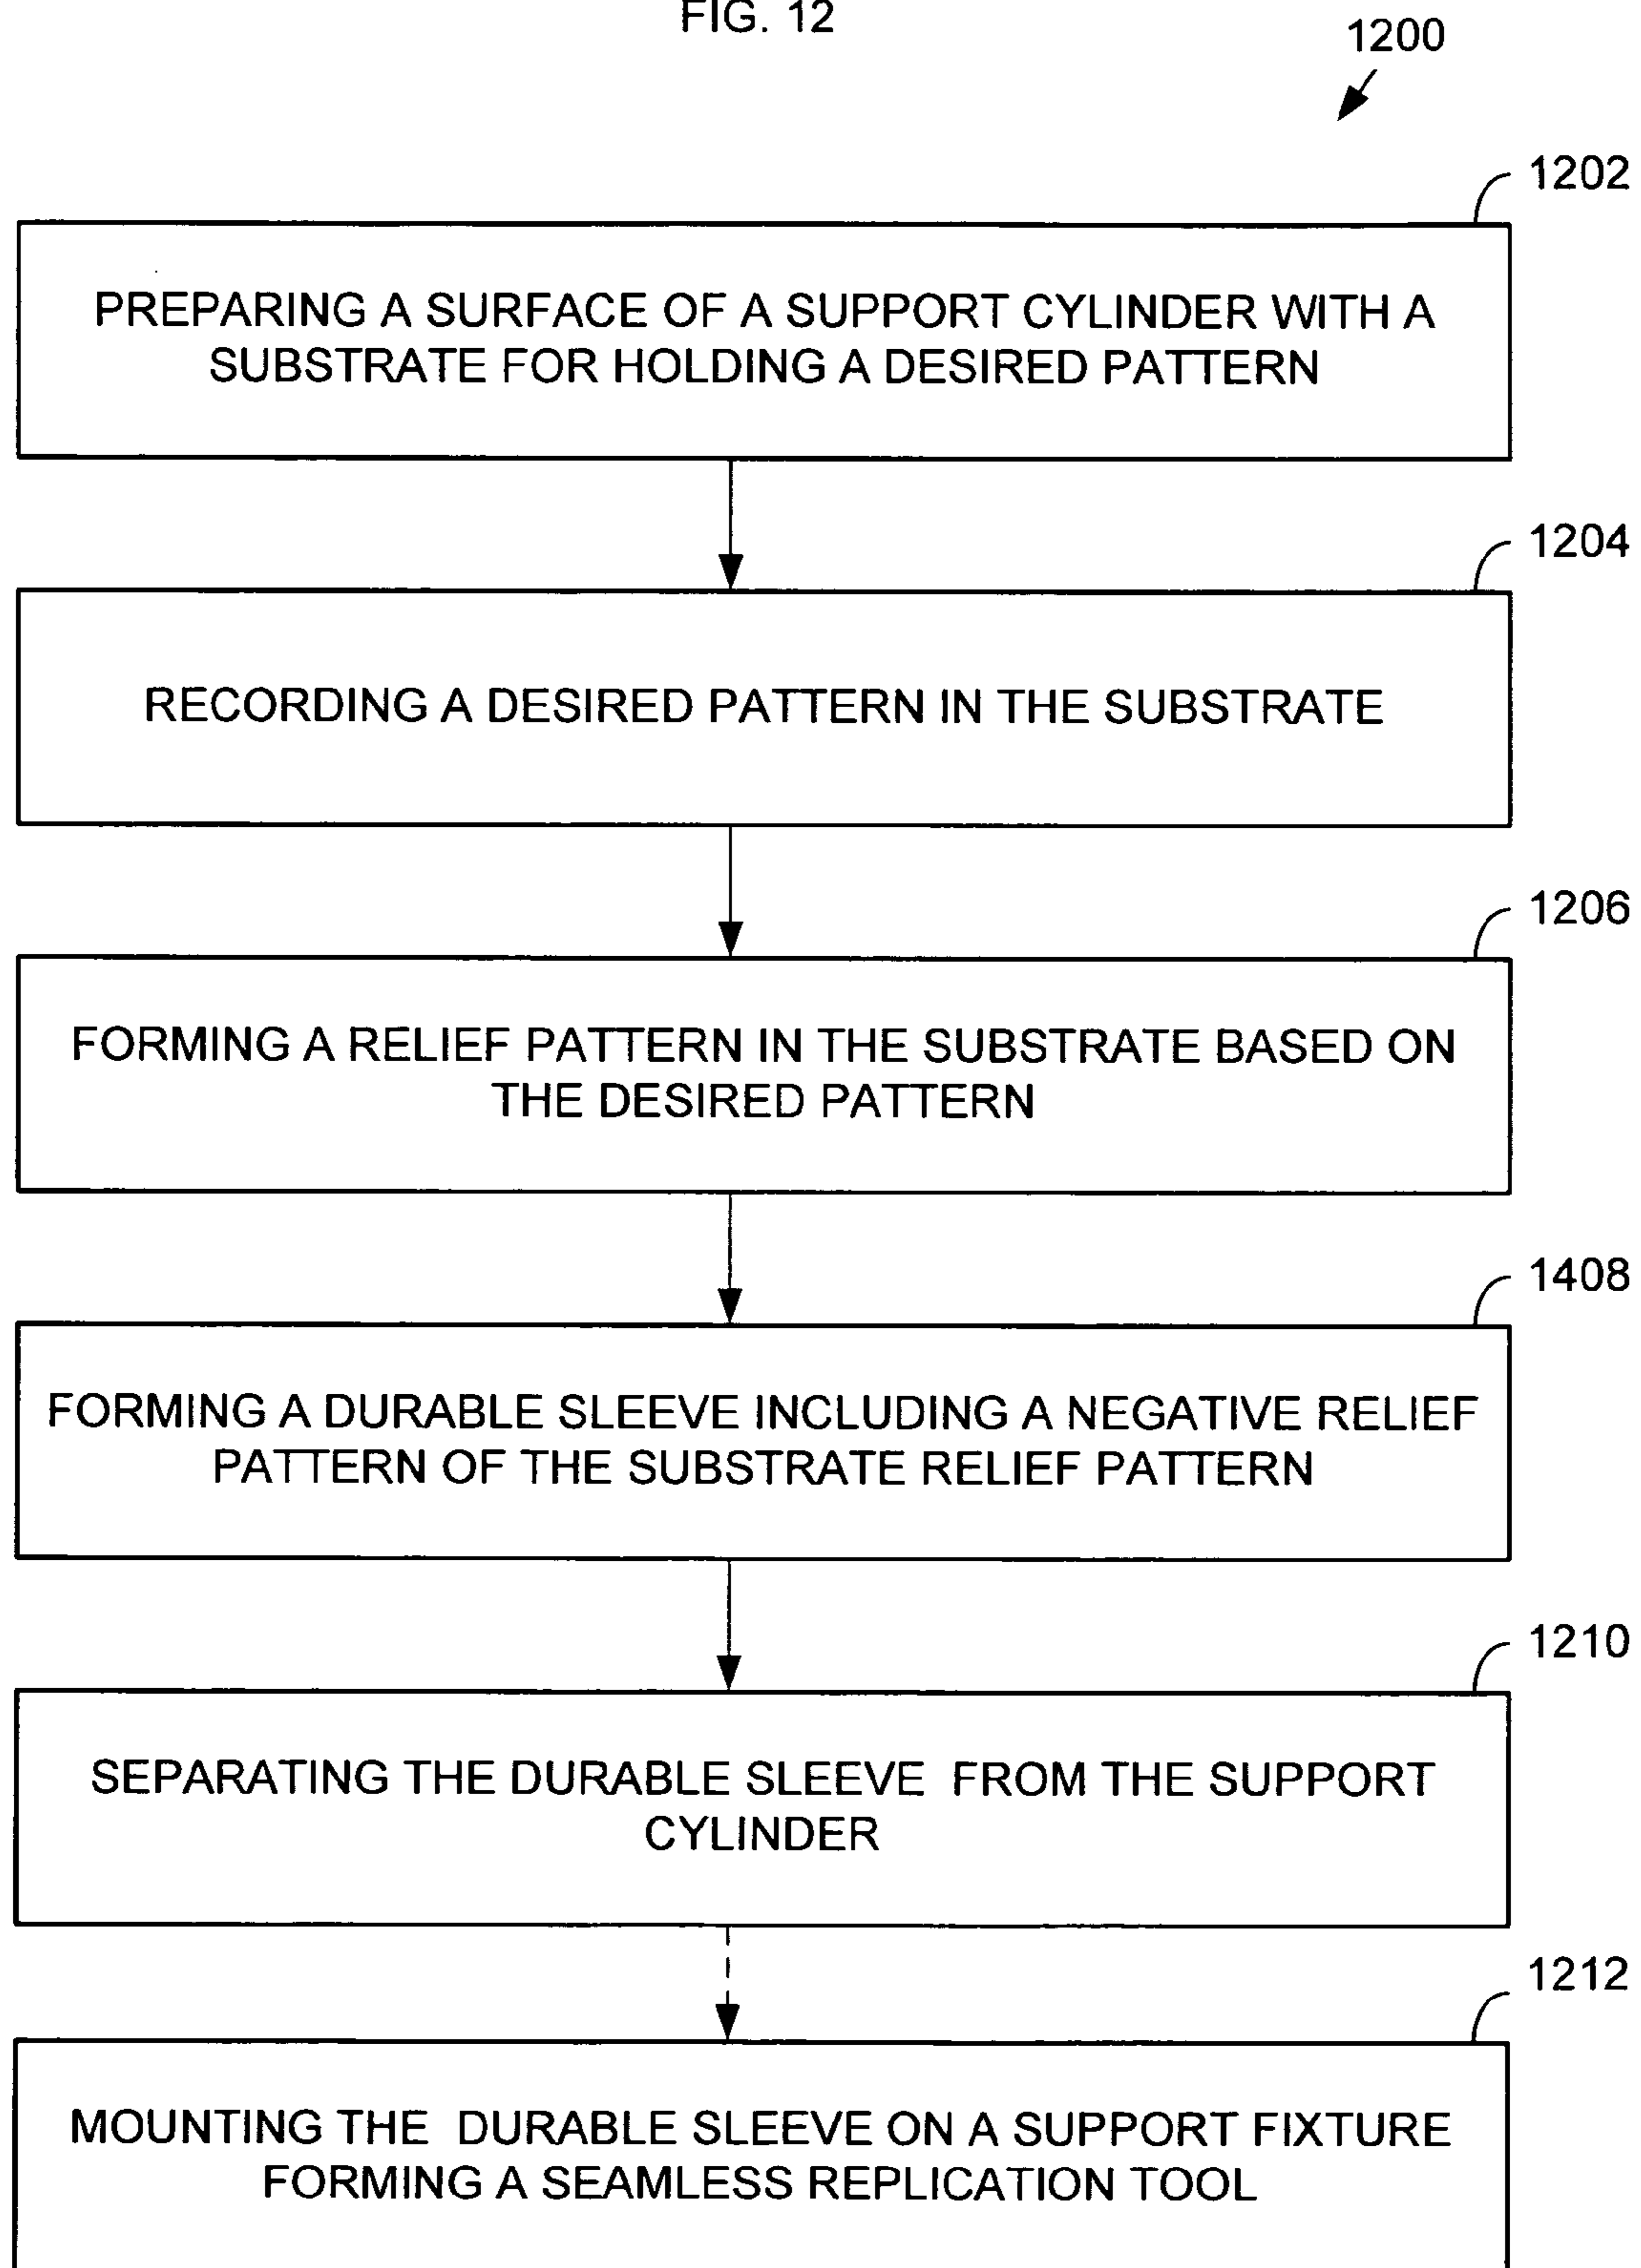 FIG. 12
1200
1202
PREPARING A SURFACE OF A SUPPORT CYLINDER WITH A
SUBSTRATE FOR HOLDING A DESIRED PATTERN
1204
RECORDING A DESIRED PATTERN IN THE SUBSTRATE
1206
FORMING A RELIEF PATTERN IN THE SUBSTRATE BASED ON
THE DESIRED PATTERN
1408
FORMING A DURABLE SLEEVE INCLUDING A NEGATIVE RELIEF
PATTERN OF THE SUBSTRATE RELIEF PATTERN
1210
SEPARATING THE DURABLE SLEEVE FROM THE SUPPORT
CYLINDER
1212
MOUNTING THE DURABLE SLEEVE ON A SUPPORT FIXTURE
FORMING A SEAMLESS REPLICATION TOOL